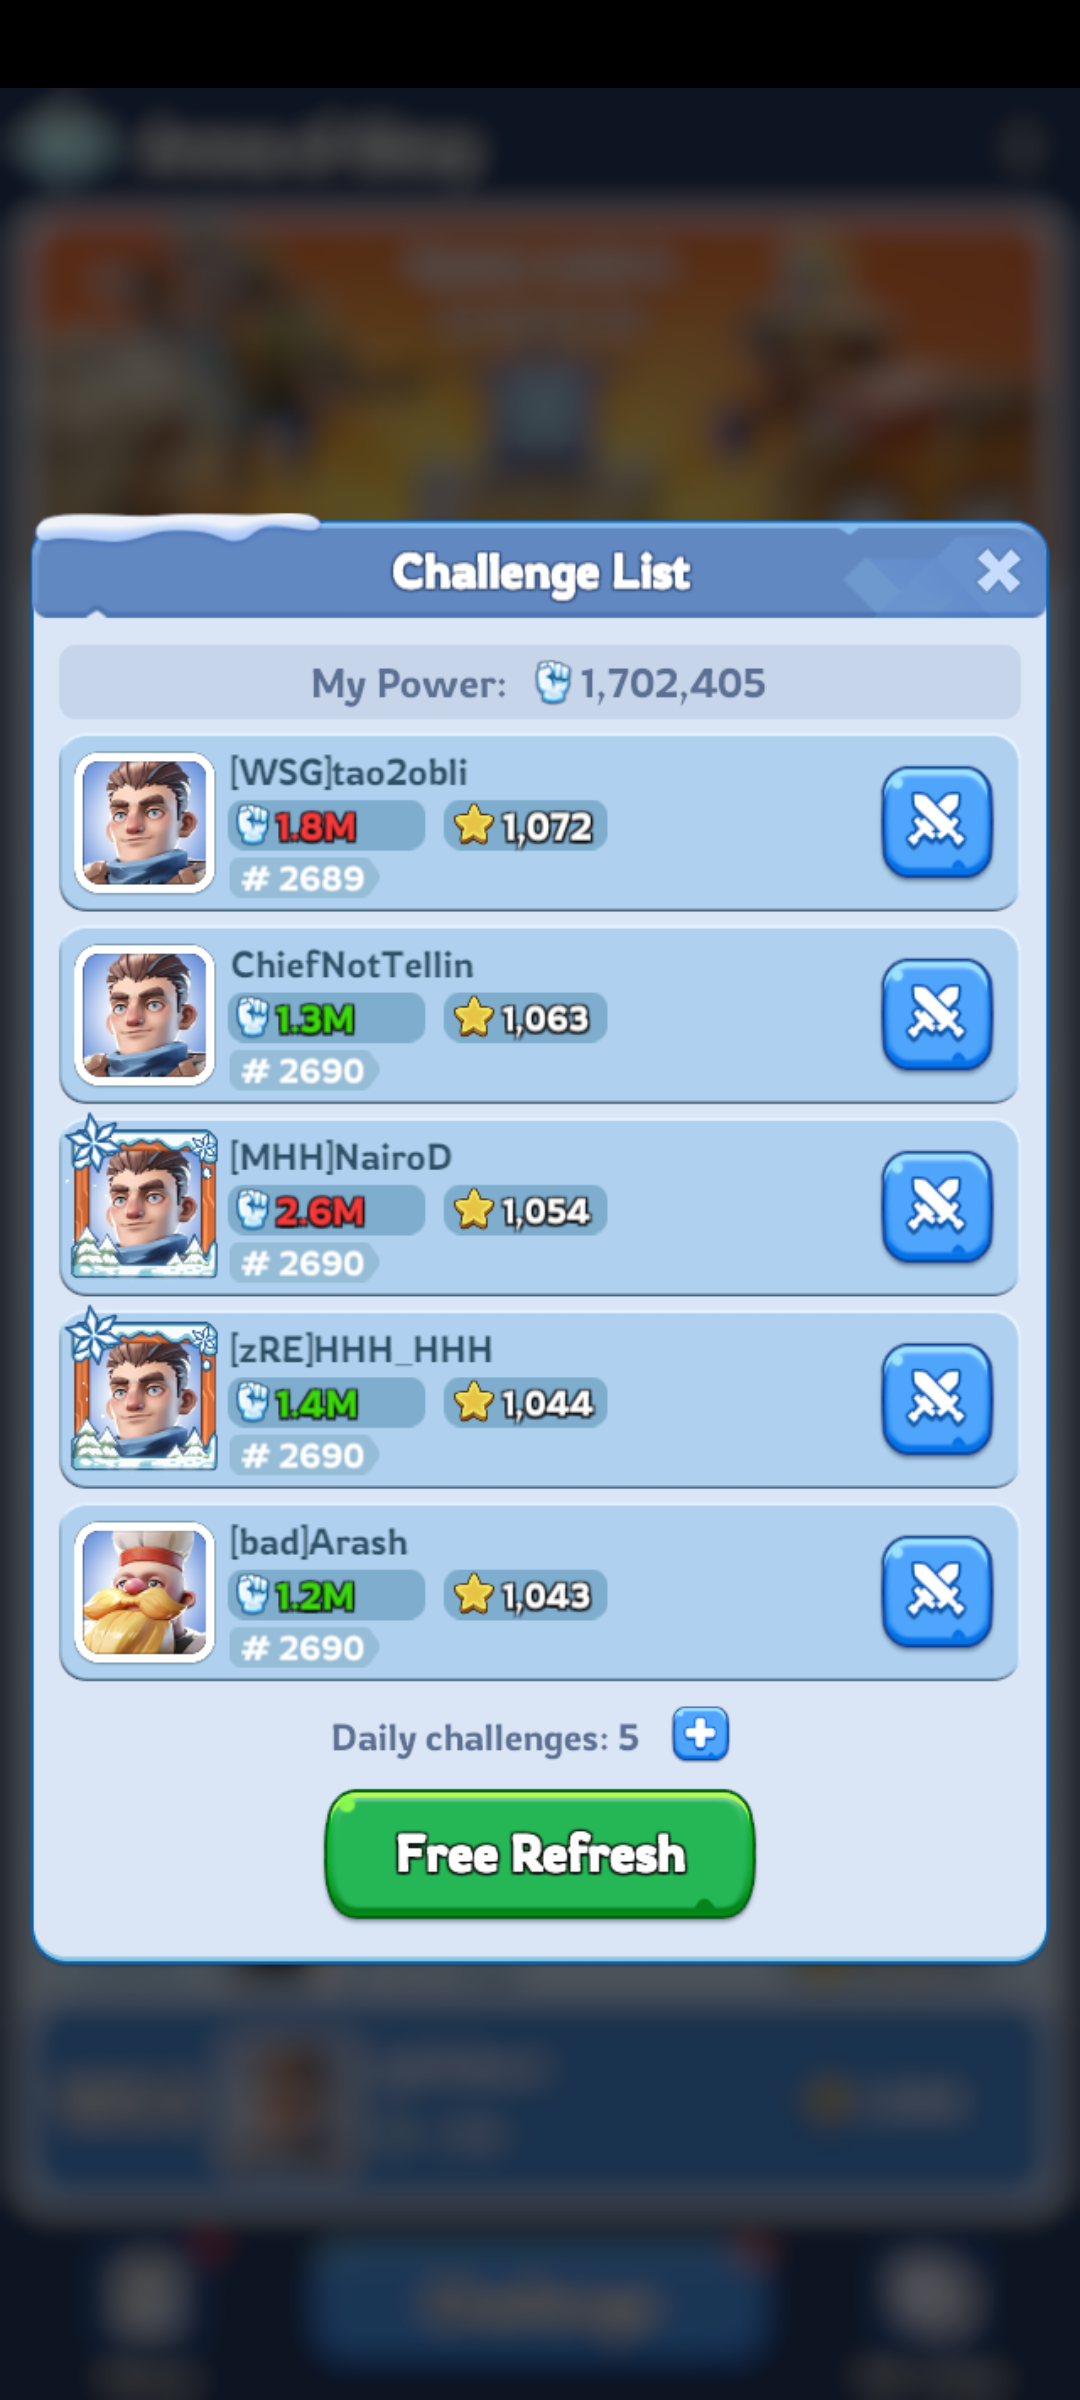 Challenge List
My Power: 1,702,405
[WSG]tao2obli
1.8M 1,072
# 2689
ChiefNotTellin
1.3M 1,063
# 2690
[MHH]NairoD
2.6M 1,054
# 2690
[zRE]HHH_HHH
1.4M 1,044
# 2690
[bad]Arash
1.2M 1,043
# 2690
Daily challenges: 5
Free Refresh